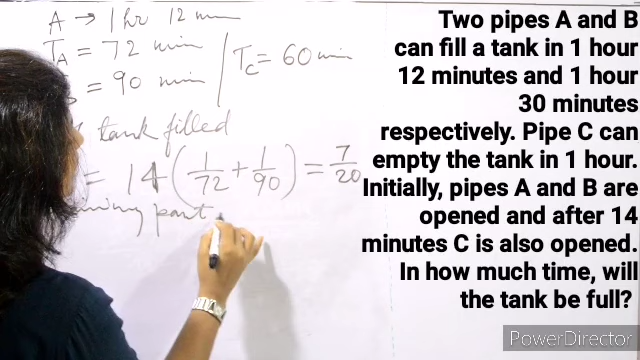 A → 1 hr 12 min
T_A = 72 min
= 90 min
T_C = 60 min
tank filled
= 14 (1/72 + 1/90) = 7/20
part
Two pipes A and B
can fill a tank in 1 hour
12 minutes and 1 hour
30 minutes
respectively. Pipe C can
empty the tank in 1 hour.
Initially, pipes A and B are
opened and after 14
minutes C is also opened.
In how much time, will
the tank be full?
PowerDirector